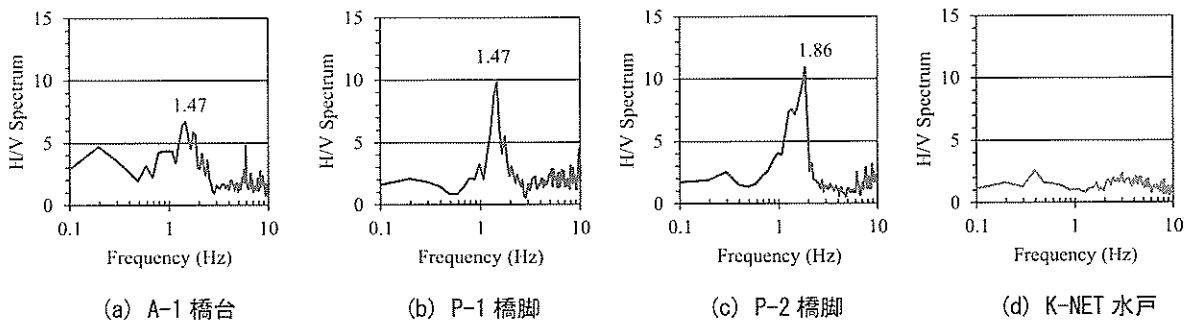 15
10
5
0
H/V Spectrum
1.47
0.1
1
10
Frequency (Hz)
(a) A-1 橋台
15
10
5
0
H/V Spectrum
1.47
0.1
1
10
Frequency (Hz)
(b) P-1 橋脚
15
10
5
0
H/V Spectrum
1.86
0.1
1
10
Frequency (Hz)
(c) P-2 橋脚
15
10
5
0
H/V Spectrum
0.1
1
10
Frequency (Hz)
(d) K-NET 水戸